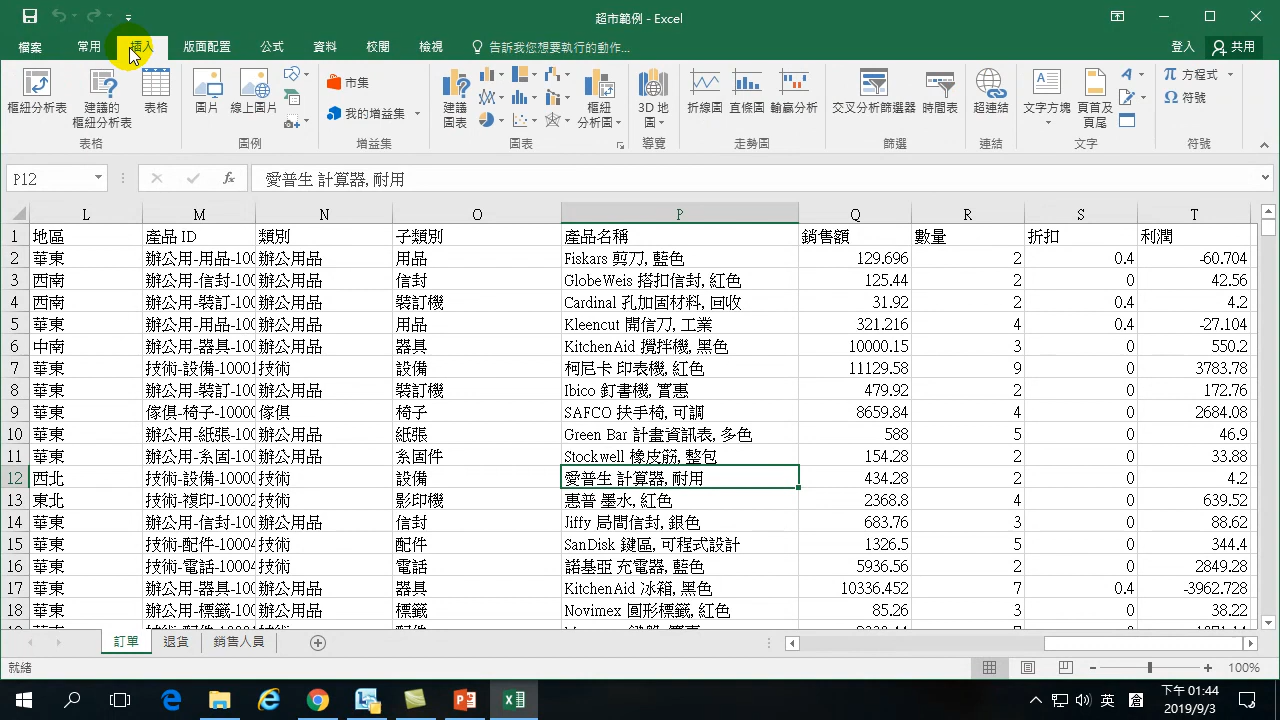 超市範例 - Excel
檔案 常用 插入 版面配置 公式 資料 校閱 檢視 告訴我您想要執行的動作... 登入 共用
樞紐分析表 建議的 樞紐分析表 表格 圖片 線上圖片 市集 我的增益集 建議 圖表 樞紐 分析圖 3D 地 圖 折線圖 直條圖 輸贏分析 交叉分析篩選器 時間表 超連結 文字方塊 頁首及 頁尾 π 方程式 Ω 符號
表格 圖例 增益集 圖表 導覽 走勢圖 篩選 連結 文字 符號
P12 fx 愛普生 計算器, 耐用
L M N O P Q R S T
1 地區 產品 ID 類別 子類別 產品名稱 銷售額 數量 折扣 利潤
2 華東 辦公用-用品-100 辦公用品 用品 Fiskars 剪刀, 藍色 129.696 2 0.4 -60.704
3 西南 辦公用-信封-100 辦公用品 信封 GlobeWeis 搭扣信封, 紅色 125.44 2 0 42.56
4 西南 辦公用-裝訂-100 辦公用品 裝訂機 Cardinal 孔加固材料, 回收 31.92 2 0.4 4.2
5 華東 辦公用-用品-100 辦公用品 用品 Kleencut 開信刀, 工業 321.216 4 0.4 -27.104
6 中南 辦公用-器具-100 辦公用品 器具 KitchenAid 攪拌機, 黑色 10000.15 3 0 550.2
7 華東 技術-設備-10001 技術 設備 柯尼卡 印表機, 紅色 11129.58 9 0 3783.78
8 華東 辦公用-裝訂-100 辦公用品 裝訂機 Ibico 釘書機, 實惠 479.92 2 0 172.76
9 華東 傢俱-椅子-10000 傢俱 椅子 SAFCO 扶手椅, 可調 8659.84 4 0 2684.08
10 華東 辦公用-紙張-100 辦公用品 紙張 Green Bar 計畫資訊表, 多色 588 5 0 46.9
11 華東 辦公用-系固-100 辦公用品 系固件 Stockwell 橡皮筋, 整包 154.28 2 0 33.88
12 西北 技術-設備-10000 技術 設備 愛普生 計算器, 耐用 434.28 2 0 4.2
13 東北 技術-複印-10002 技術 影印機 惠普 墨水, 紅色 2368.8 4 0 639.52
14 華東 辦公用-信封-100 辦公用品 信封 Jiffy 局間信封, 銀色 683.76 3 0 88.62
15 華東 技術-配件-10004 技術 配件 SanDisk 鍵區, 可程式設計 1326.5 5 0 344.4
16 華東 技術-電話-10004 技術 電話 諾基亞 充電器, 藍色 5936.56 2 0 2849.28
17 華東 辦公用-器具-100 辦公用品 器具 KitchenAid 冰箱, 黑色 10336.452 7 0.4 -3962.728
18 華東 辦公用-標籤-100 辦公用品 標籤 Novimex 圓形標籤, 紅色 85.26 3 0 38.22
訂單 退貨 銷售人員
就緒 100%
英 下午 01:44
2019/9/3